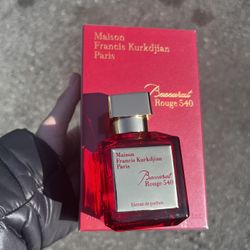 Maison
Francis Kurkdjian
Paris
Baccarat
Rouge 540
Maison
Francis Kurkdjian
Paris
Baccarat
Rouge 540
Extrait de parfum